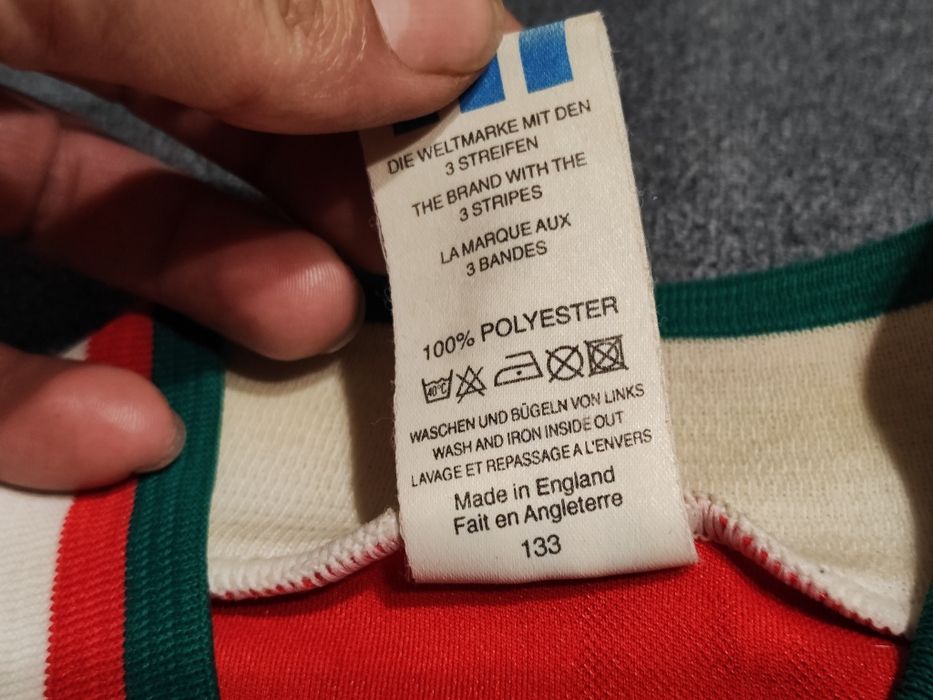 DIE WELTMARKE MIT DEN
3 STREIFEN
THE BRAND WITH THE
3 STRIPES
LA MARQUE AUX
3 BANDES
100% POLYESTER
40°C
WASCHEN UND BÜGELN VON LINKS
WASH AND IRON INSIDE OUT
LAVAGE ET REPASSAGE A L'ENVERS
Made in England
Fait en Angleterre
133